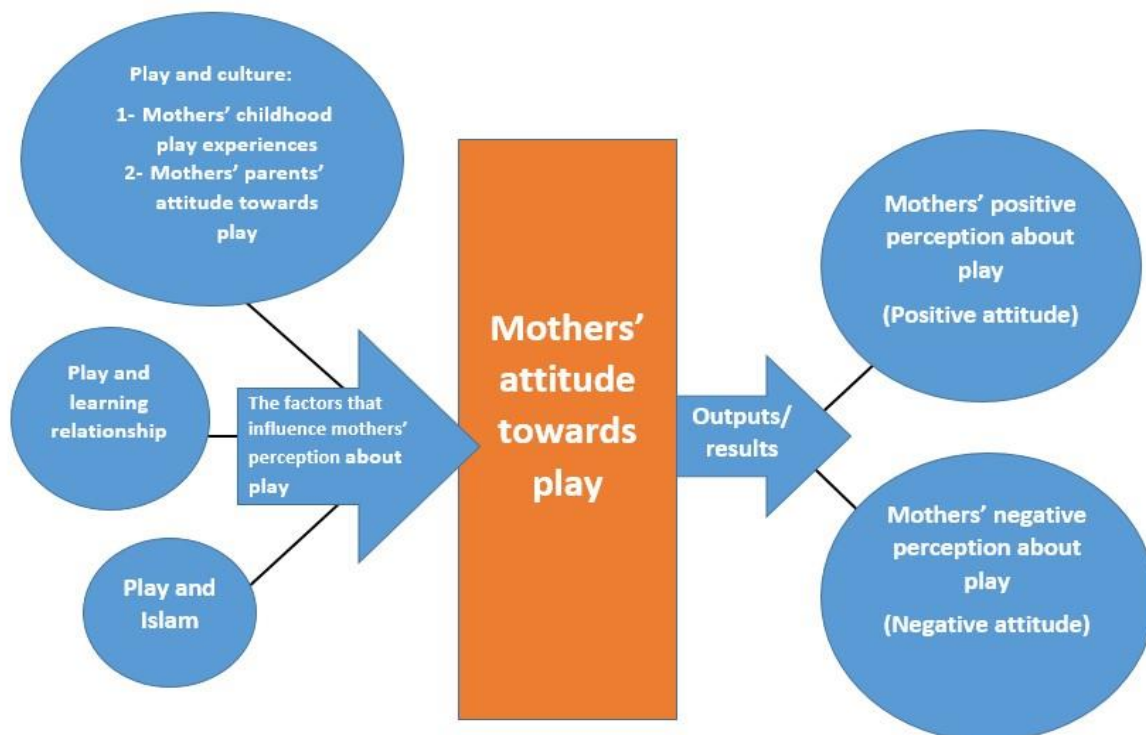 Play and culture:
1- Mothers’ childhood
play experiences
2- Mothers’ parents’
attitude towards
play
Play and
learning
relationship
Play and
Islam
The factors that
influence mothers’
perception about
play
Mothers’
attitude
towards
play
Outputs/
results
Mothers’ positive
perception about
play
(Positive attitude)
Mothers’ negative
perception about
play
(Negative attitude)